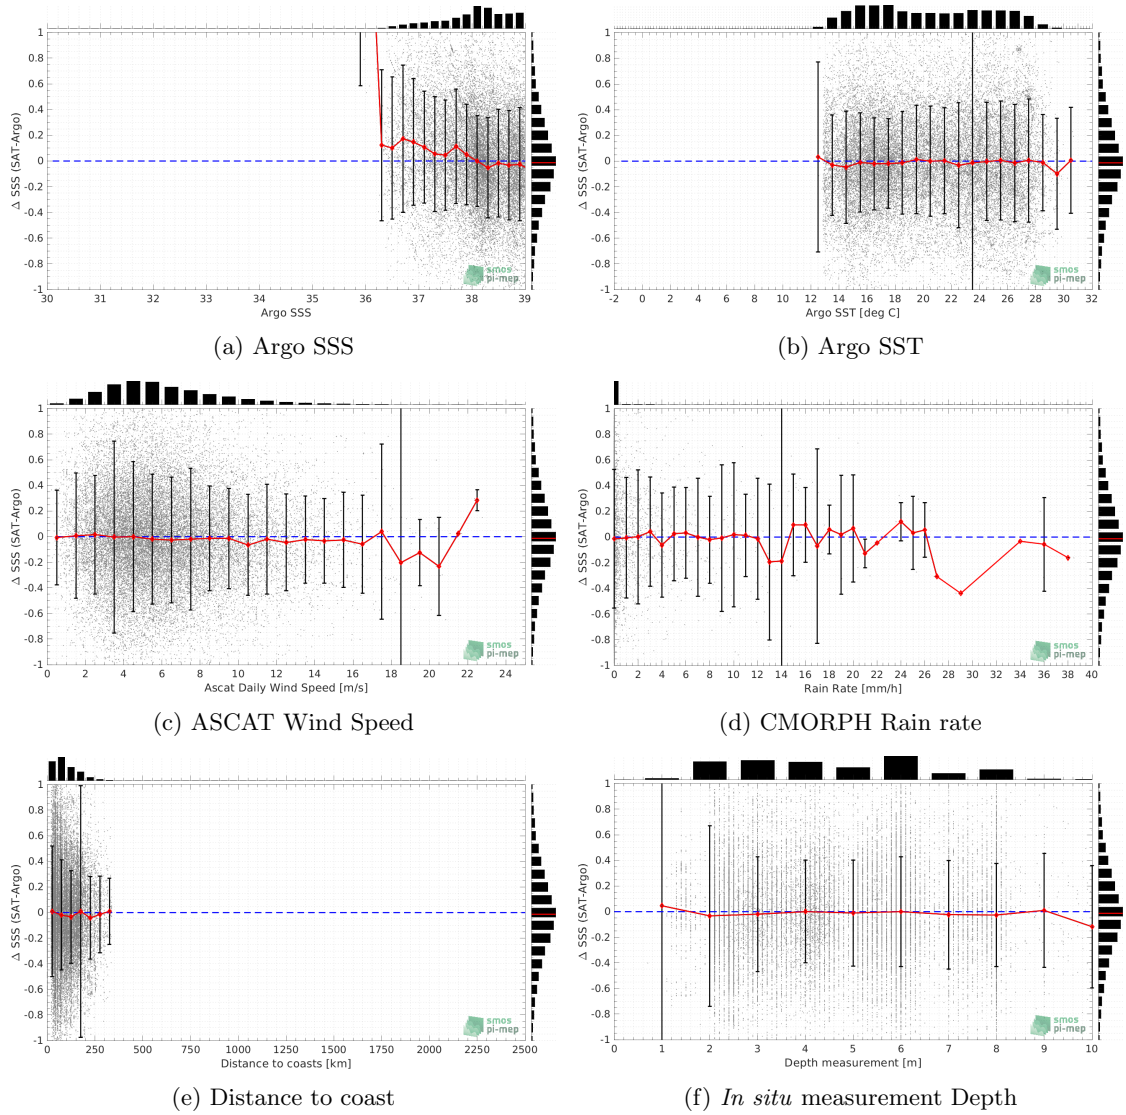 1
0.8
0.6
0.4
0.2
0
-0.2
-0.4
-0.6
-0.8
-1
Δ SSS (SAT-Argo)
30 31 32 33 34 35 36 37 38 39
Argo SSS
smos
pi-mep
(a) Argo SSS
1
0.8
0.6
0.4
0.2
0
-0.2
-0.4
-0.6
-0.8
-1
Δ SSS (SAT-Argo)
-2 0 2 4 6 8 10 12 14 16 18 20 22 24 26 28 30 32
Argo SST [deg C]
smos
pi-mep
(b) Argo SST
1
0.8
0.6
0.4
0.2
0
-0.2
-0.4
-0.6
-0.8
-1
Δ SSS (SAT-Argo)
0 2 4 6 8 10 12 14 16 18 20 22 24
Ascat Daily Wind Speed [m/s]
smos
pi-mep
(c) ASCAT Wind Speed
1
0.8
0.6
0.4
0.2
0
-0.2
-0.4
-0.6
-0.8
-1
Δ SSS (SAT-Argo)
0 2 4 6 8 10 12 14 16 18 20 22 24 26 28 30 32 34 36 38 40
Rain Rate [mm/h]
smos
pi-mep
(d) CMORPH Rain rate
1
0.8
0.6
0.4
0.2
0
-0.2
-0.4
-0.6
-0.8
-1
Δ SSS (SAT-Argo)
0 250 500 750 1000 1250 1500 1750 2000 2250 2500
Distance to coasts [km]
smos
pi-mep
(e) Distance to coast
1
0.8
0.6
0.4
0.2
0
-0.2
-0.4
-0.6
-0.8
-1
Δ SSS (SAT-Argo)
0 1 2 3 4 5 6 7 8 9 10
Depth measurement [m]
smos
pi-mep
(f) In situ measurement Depth